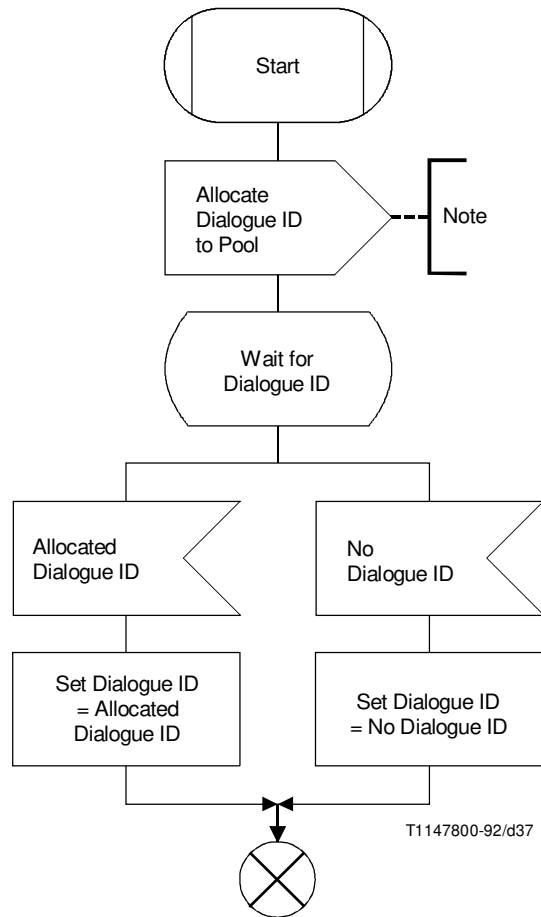 Start
Allocate
Dialogue ID
to Pool
Note
Wait for
Dialogue ID
Allocated
Dialogue ID
No
Dialogue ID
Set Dialogue ID
= Allocated
Dialogue ID
Set Dialogue ID
= No Dialogue ID
T1147800-92/d37